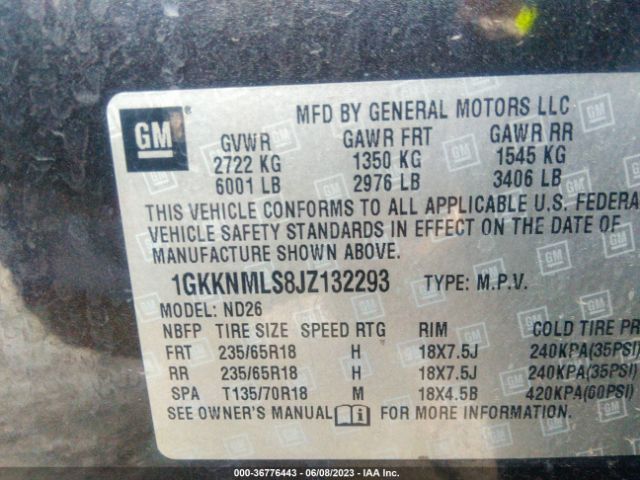 MFD BY GENERAL MOTORS LLC
GM
GVWR GAWR FRT GAWR RR
2722 KG 1350 KG 1545 KG
6001 LB 2976 LB 3406 LB
THIS VEHICLE CONFORMS TO ALL APPLICABLE U.S. FEDERA
VEHICLE SAFETY STANDARDS IN EFFECT ON THE DATE OF
MANUFACTURE SHOWN ABOVE.
1GKKNMLS8JZ132293 TYPE: M.P.V.
MODEL: ND26
NBFP TIRE SIZE SPEED RTG RIM COLD TIRE PR
FRT 235/65R18 H 18X7.5J 240KPA(35PSI)
RR 235/65R18 H 18X7.5J 240KPA(35PSI)
SPA T135/70R18 M 18X4.5B 420KPA(60PSI)
SEE OWNER'S MANUAL FOR MORE INFORMATION.
000-36776443 - 06/08/2023 - IAA Inc.